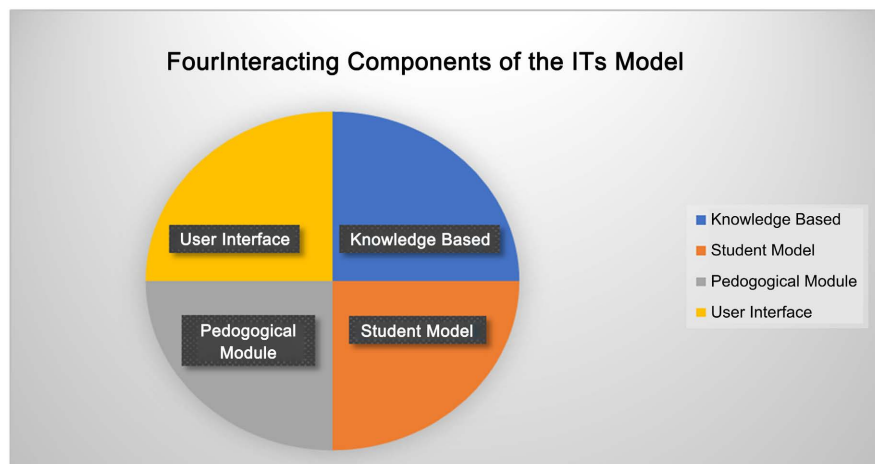 FourInteracting Components of the ITs Model
User Interface
Knowledge Based
Pedogogical
Module
Student Model
Knowledge Based
Student Model
Pedogogical Module
User Interface